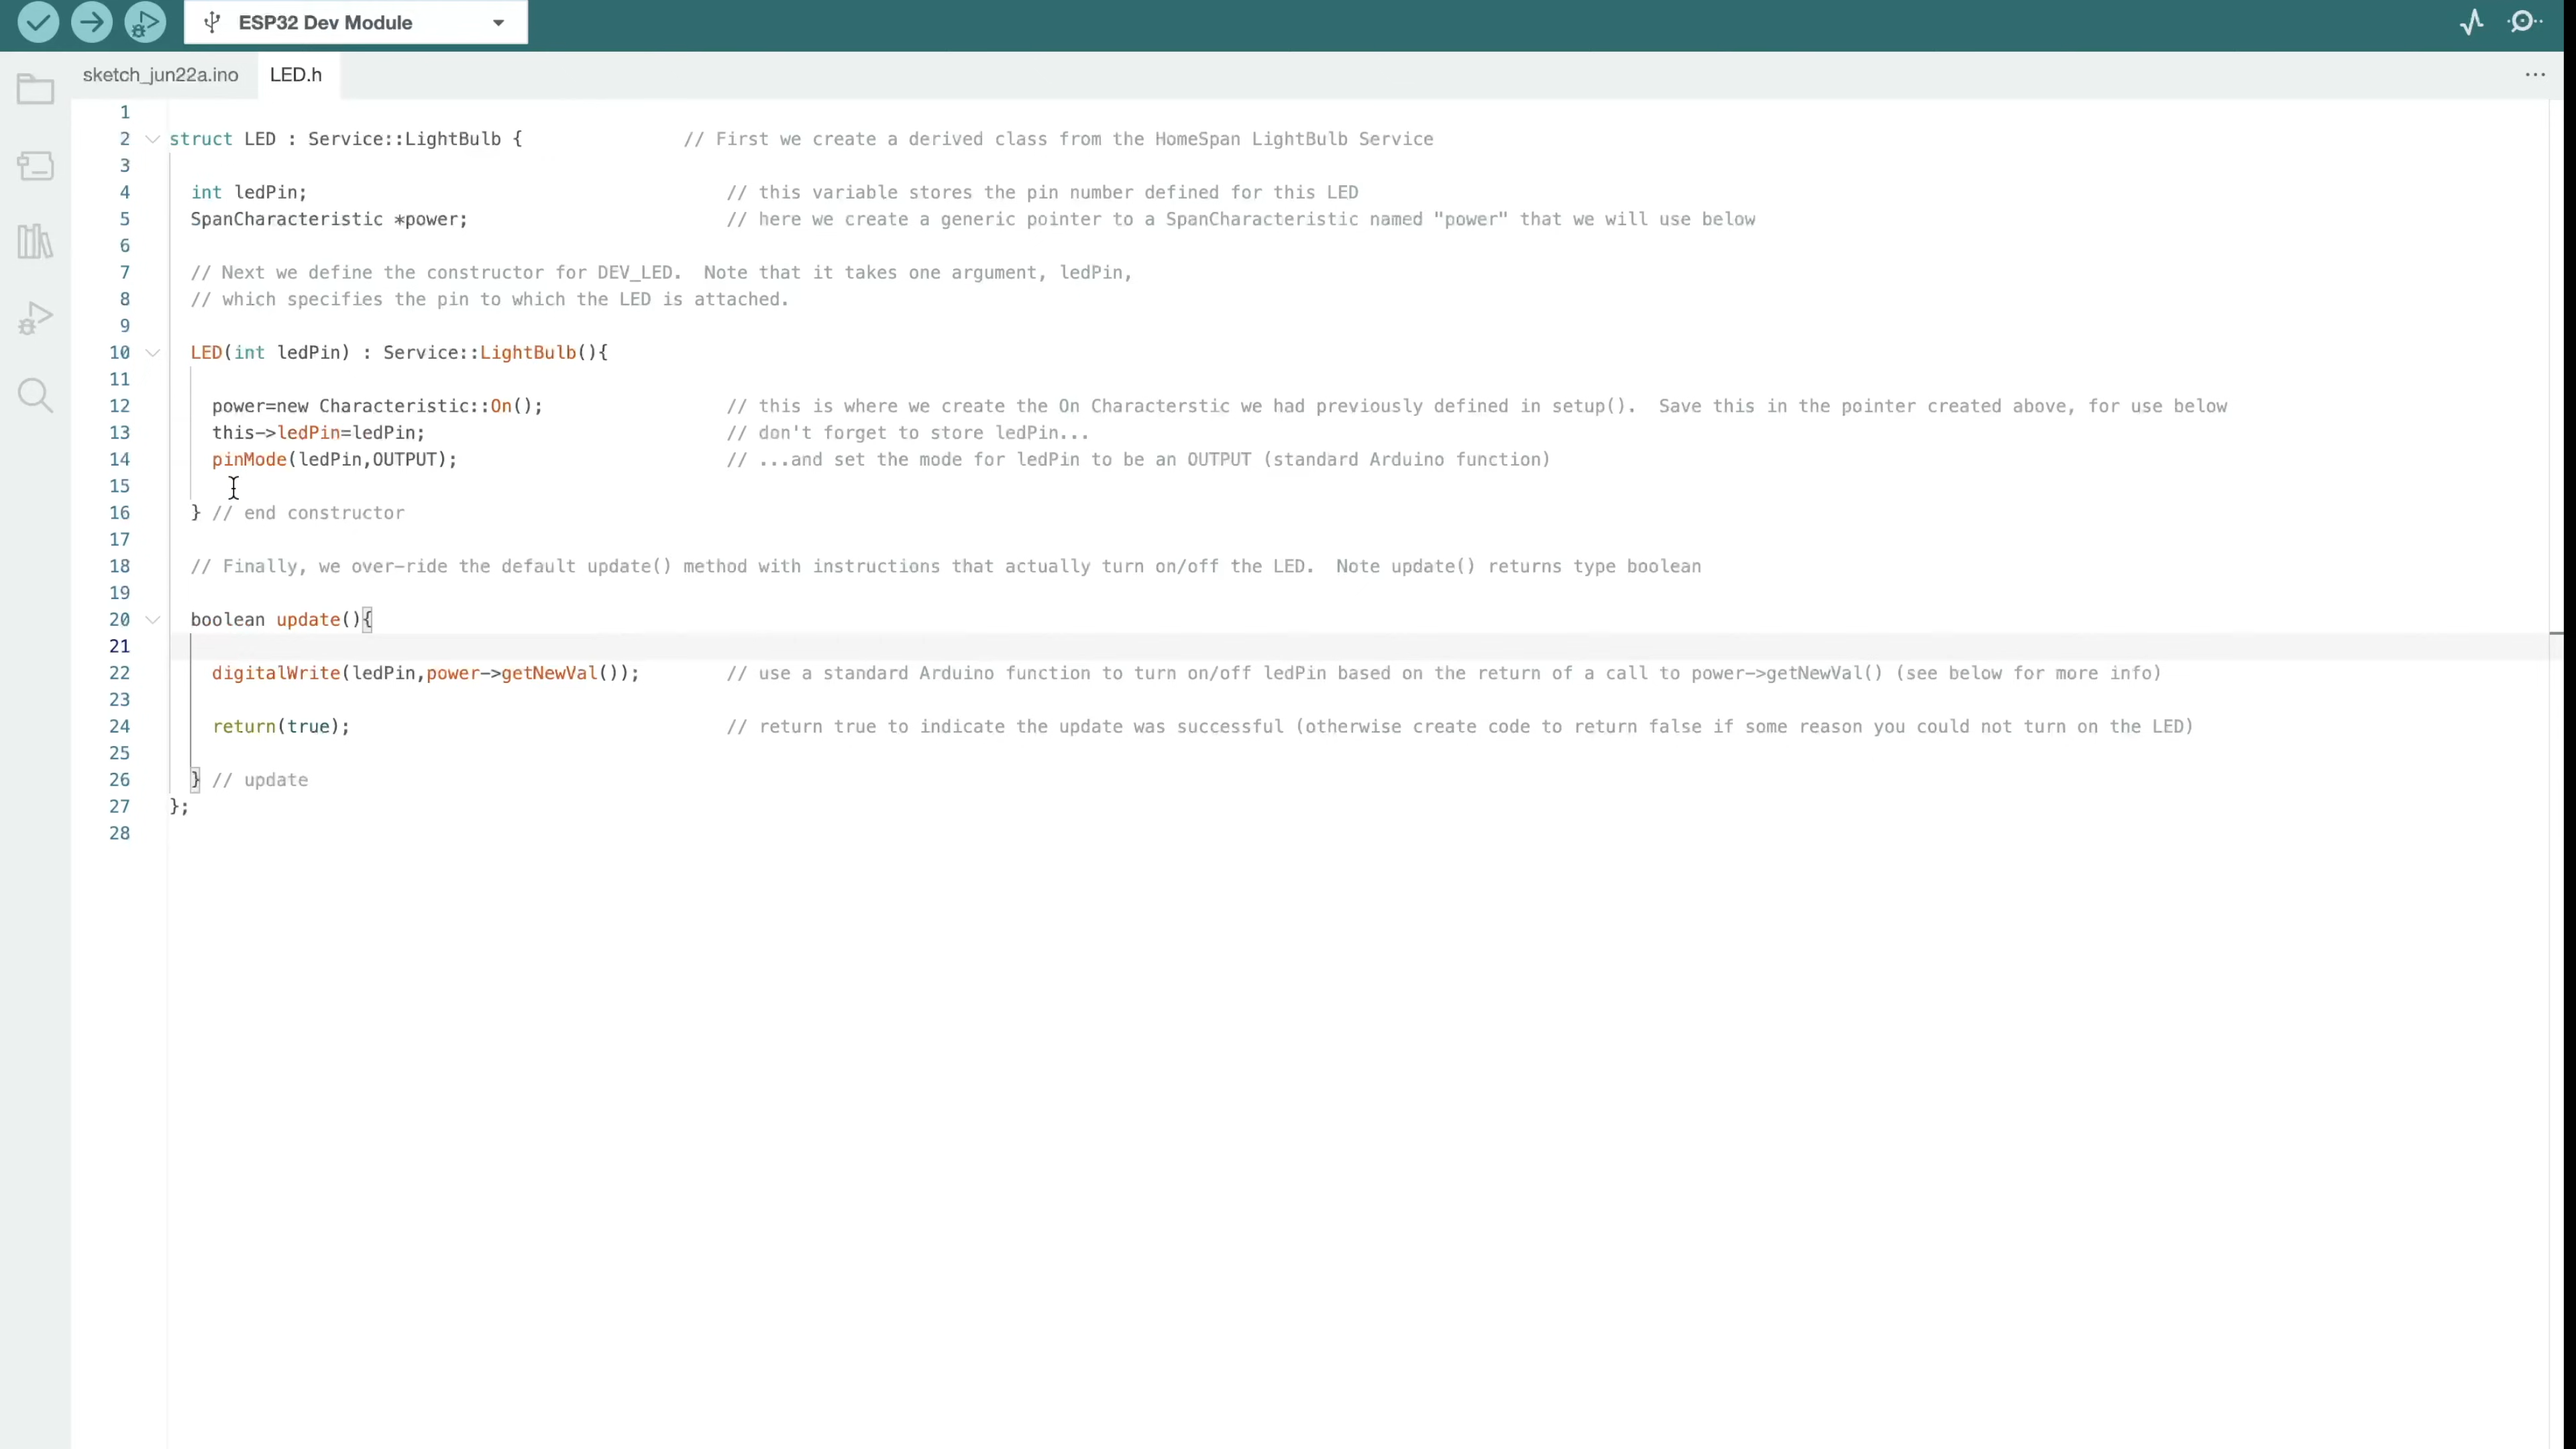 ESP32 Dev Module
sketch_jun22a.ino LED.h
1
2 struct LED : Service::LightBulb { // First we create a derived class from the HomeSpan LightBulb Service
3
4 int ledPin; // this variable stores the pin number defined for this LED
5 SpanCharacteristic *power; // here we create a generic pointer to a SpanCharacteristic named "power" that we will use below
6
7 // Next we define the constructor for DEV_LED.  Note that it takes one argument, ledPin,
8 // which specifies the pin to which the LED is attached.
9
10 LED(int ledPin) : Service::LightBulb(){
11
12 power=new Characteristic::On(); // this is where we create the On Characterstic we had previously defined in setup().  Save this in the pointer created above, for use below
13 this->ledPin=ledPin; // don't forget to store ledPin...
14 pinMode(ledPin,OUTPUT); // ...and set the mode for ledPin to be an OUTPUT (standard Arduino function)
15
16 } // end constructor
17
18 // Finally, we over-ride the default update() method with instructions that actually turn on/off the LED.  Note update() returns type boolean
19
20 boolean update(){
21
22 digitalWrite(ledPin,power->getNewVal()); // use a standard Arduino function to turn on/off ledPin based on the return of a call to power->getNewVal() (see below for more info)
23
24 return(true); // return true to indicate the update was successful (otherwise create code to return false if some reason you could not turn on the LED)
25
26 } // update
27 };
28